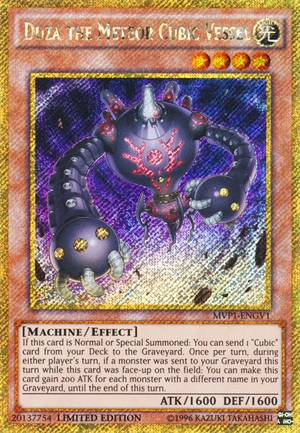 Duza the Meteor Cubic Vessel
光
MVP1-ENGV1
[Machine/Effect]
If this card is Normal or Special Summoned: You can send 1 "Cubic"
card from your Deck to the Graveyard. Once per turn, during
either player's turn, if a monster was sent to your Graveyard this
turn while this card was face-up on the field: You can make this
card gain 200 ATK for each monster with a different name in your
Graveyard, until the end of this turn.
ATK/1600 DEF/1600
20137754 LIMITED EDITION ©1996 KAZUKI TAKAHASHI